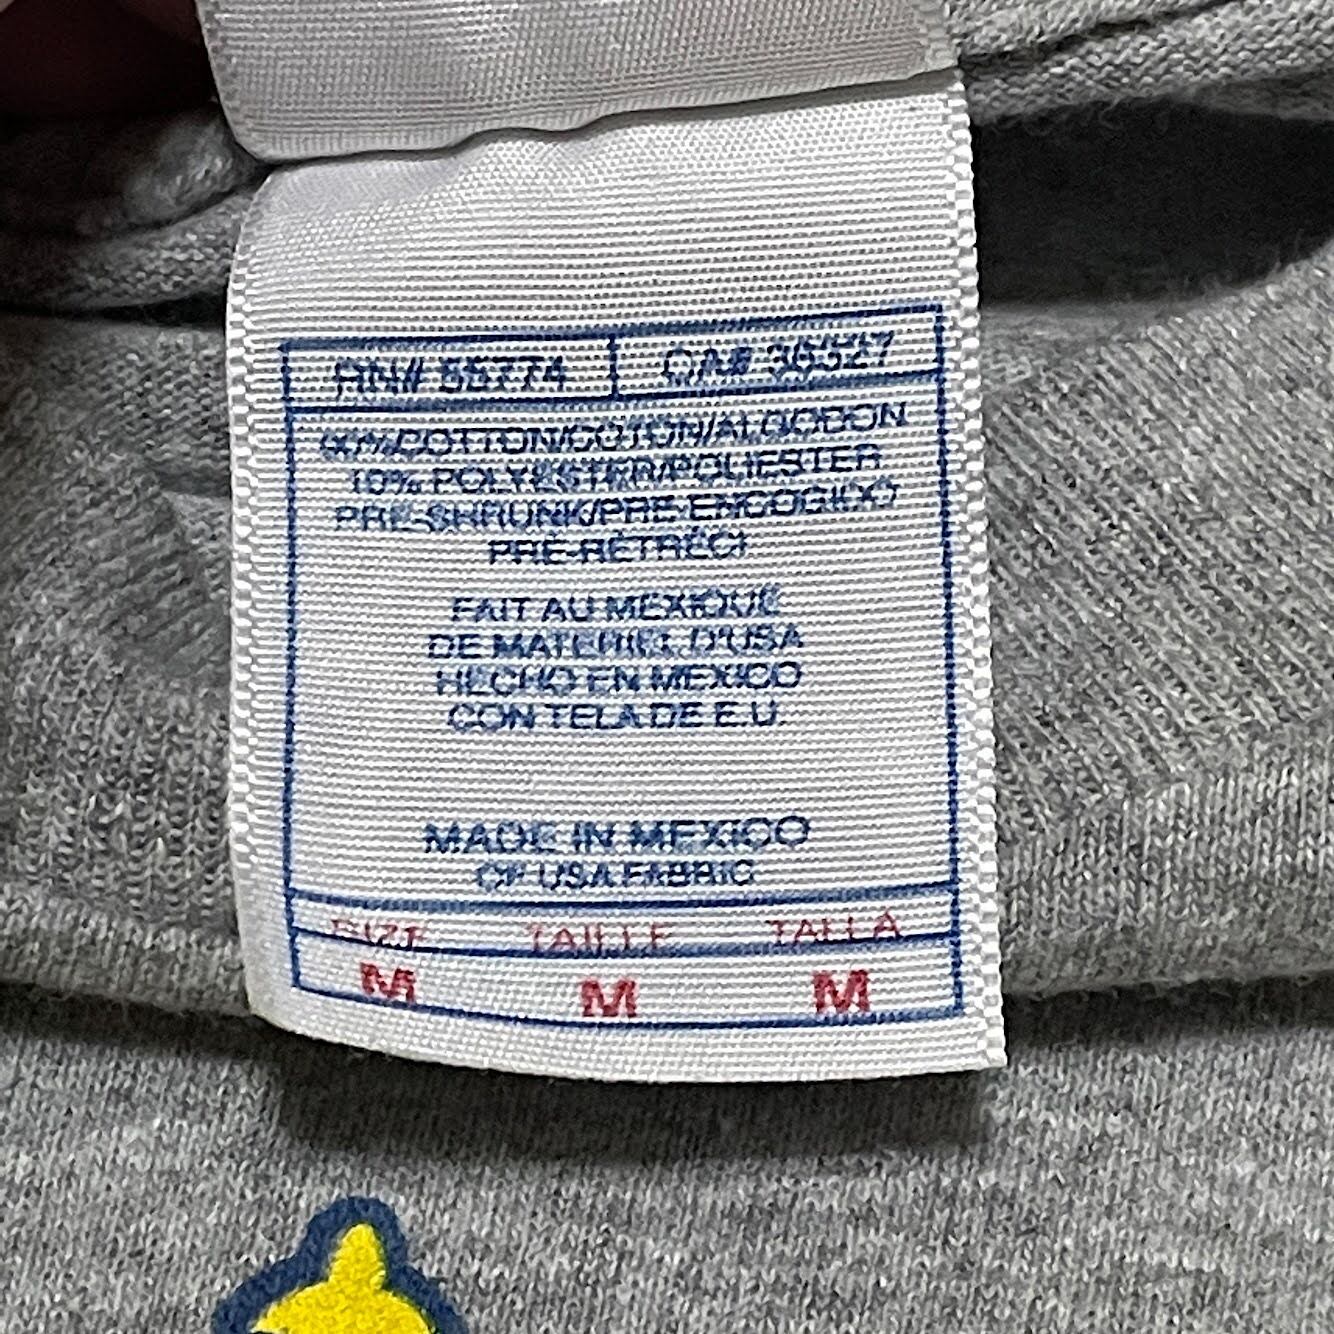 RN# 55774 CA# 36327
90% COTTON/COTON/ALGODON
10% POLYESTER/POLIESTER
PRE-SHRUNK/PRE-ENCOGIDO
PRÉ-RÉTRÉCI
FAIT AU MEXIQUE
DE MATERIEL D'USA
HECHO EN MEXICO
CON TELA DE E.U.
MADE IN MEXICO
OF USA FABRIC
SIZE TAILLE TALLA
M M M